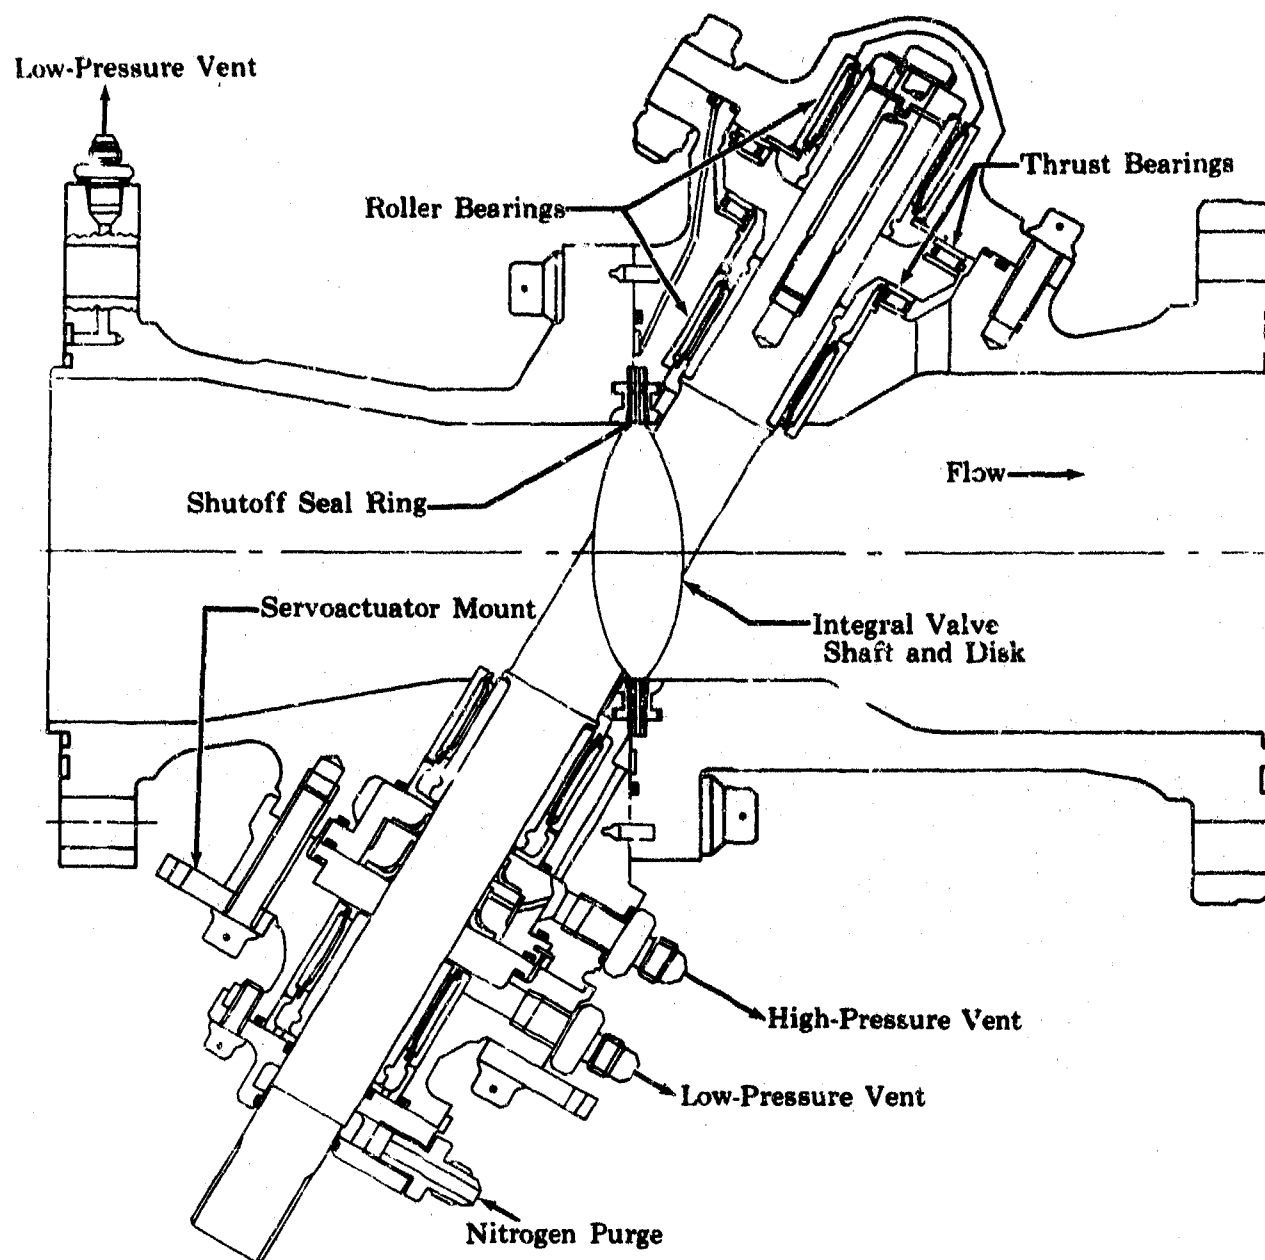 Low-Pressure Vent
Thrust Bearings
Roller Bearings
Flow
Shutoff Seal Ring
Servoactuator Mount
Integral Valve
Shaft and Disk
High-Pressure Vent
Low-Pressure Vent
Nitrogen Purge